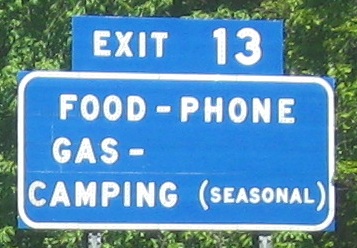 EXIT 13
FOOD - PHONE
GAS -
CAMPING (SEASONAL)